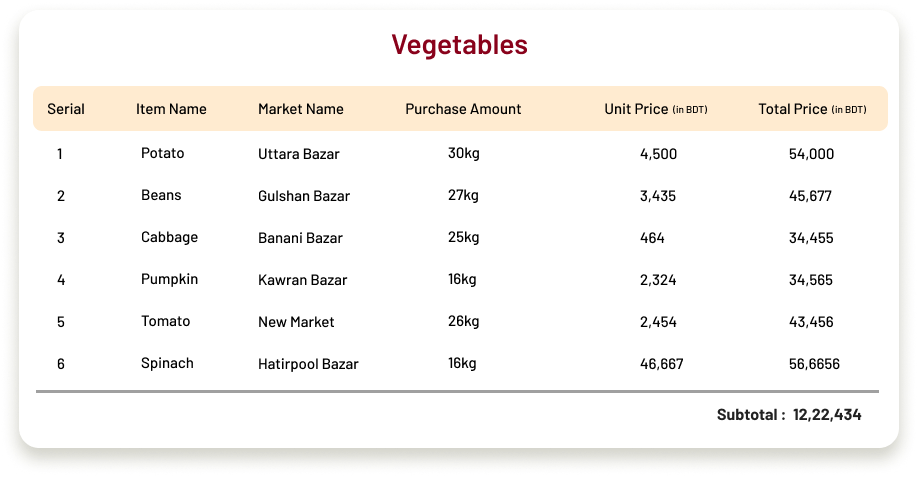 Vegetables
Serial Item Name Market Name Purchase Amount Unit Price (in BDT) Total Price (in BDT)
1 Potato Uttara Bazar 30kg 4,500 54,000
2 Beans Gulshan Bazar 27kg 3,435 45,677
3 Cabbage Banani Bazar 25kg 464 34,455
4 Pumpkin Kawran Bazar 16kg 2,324 34,565
5 Tomato New Market 26kg 2,454 43,456
6 Spinach Hatirpool Bazar 16kg 46,667 56,6656
Subtotal : 12,22,434